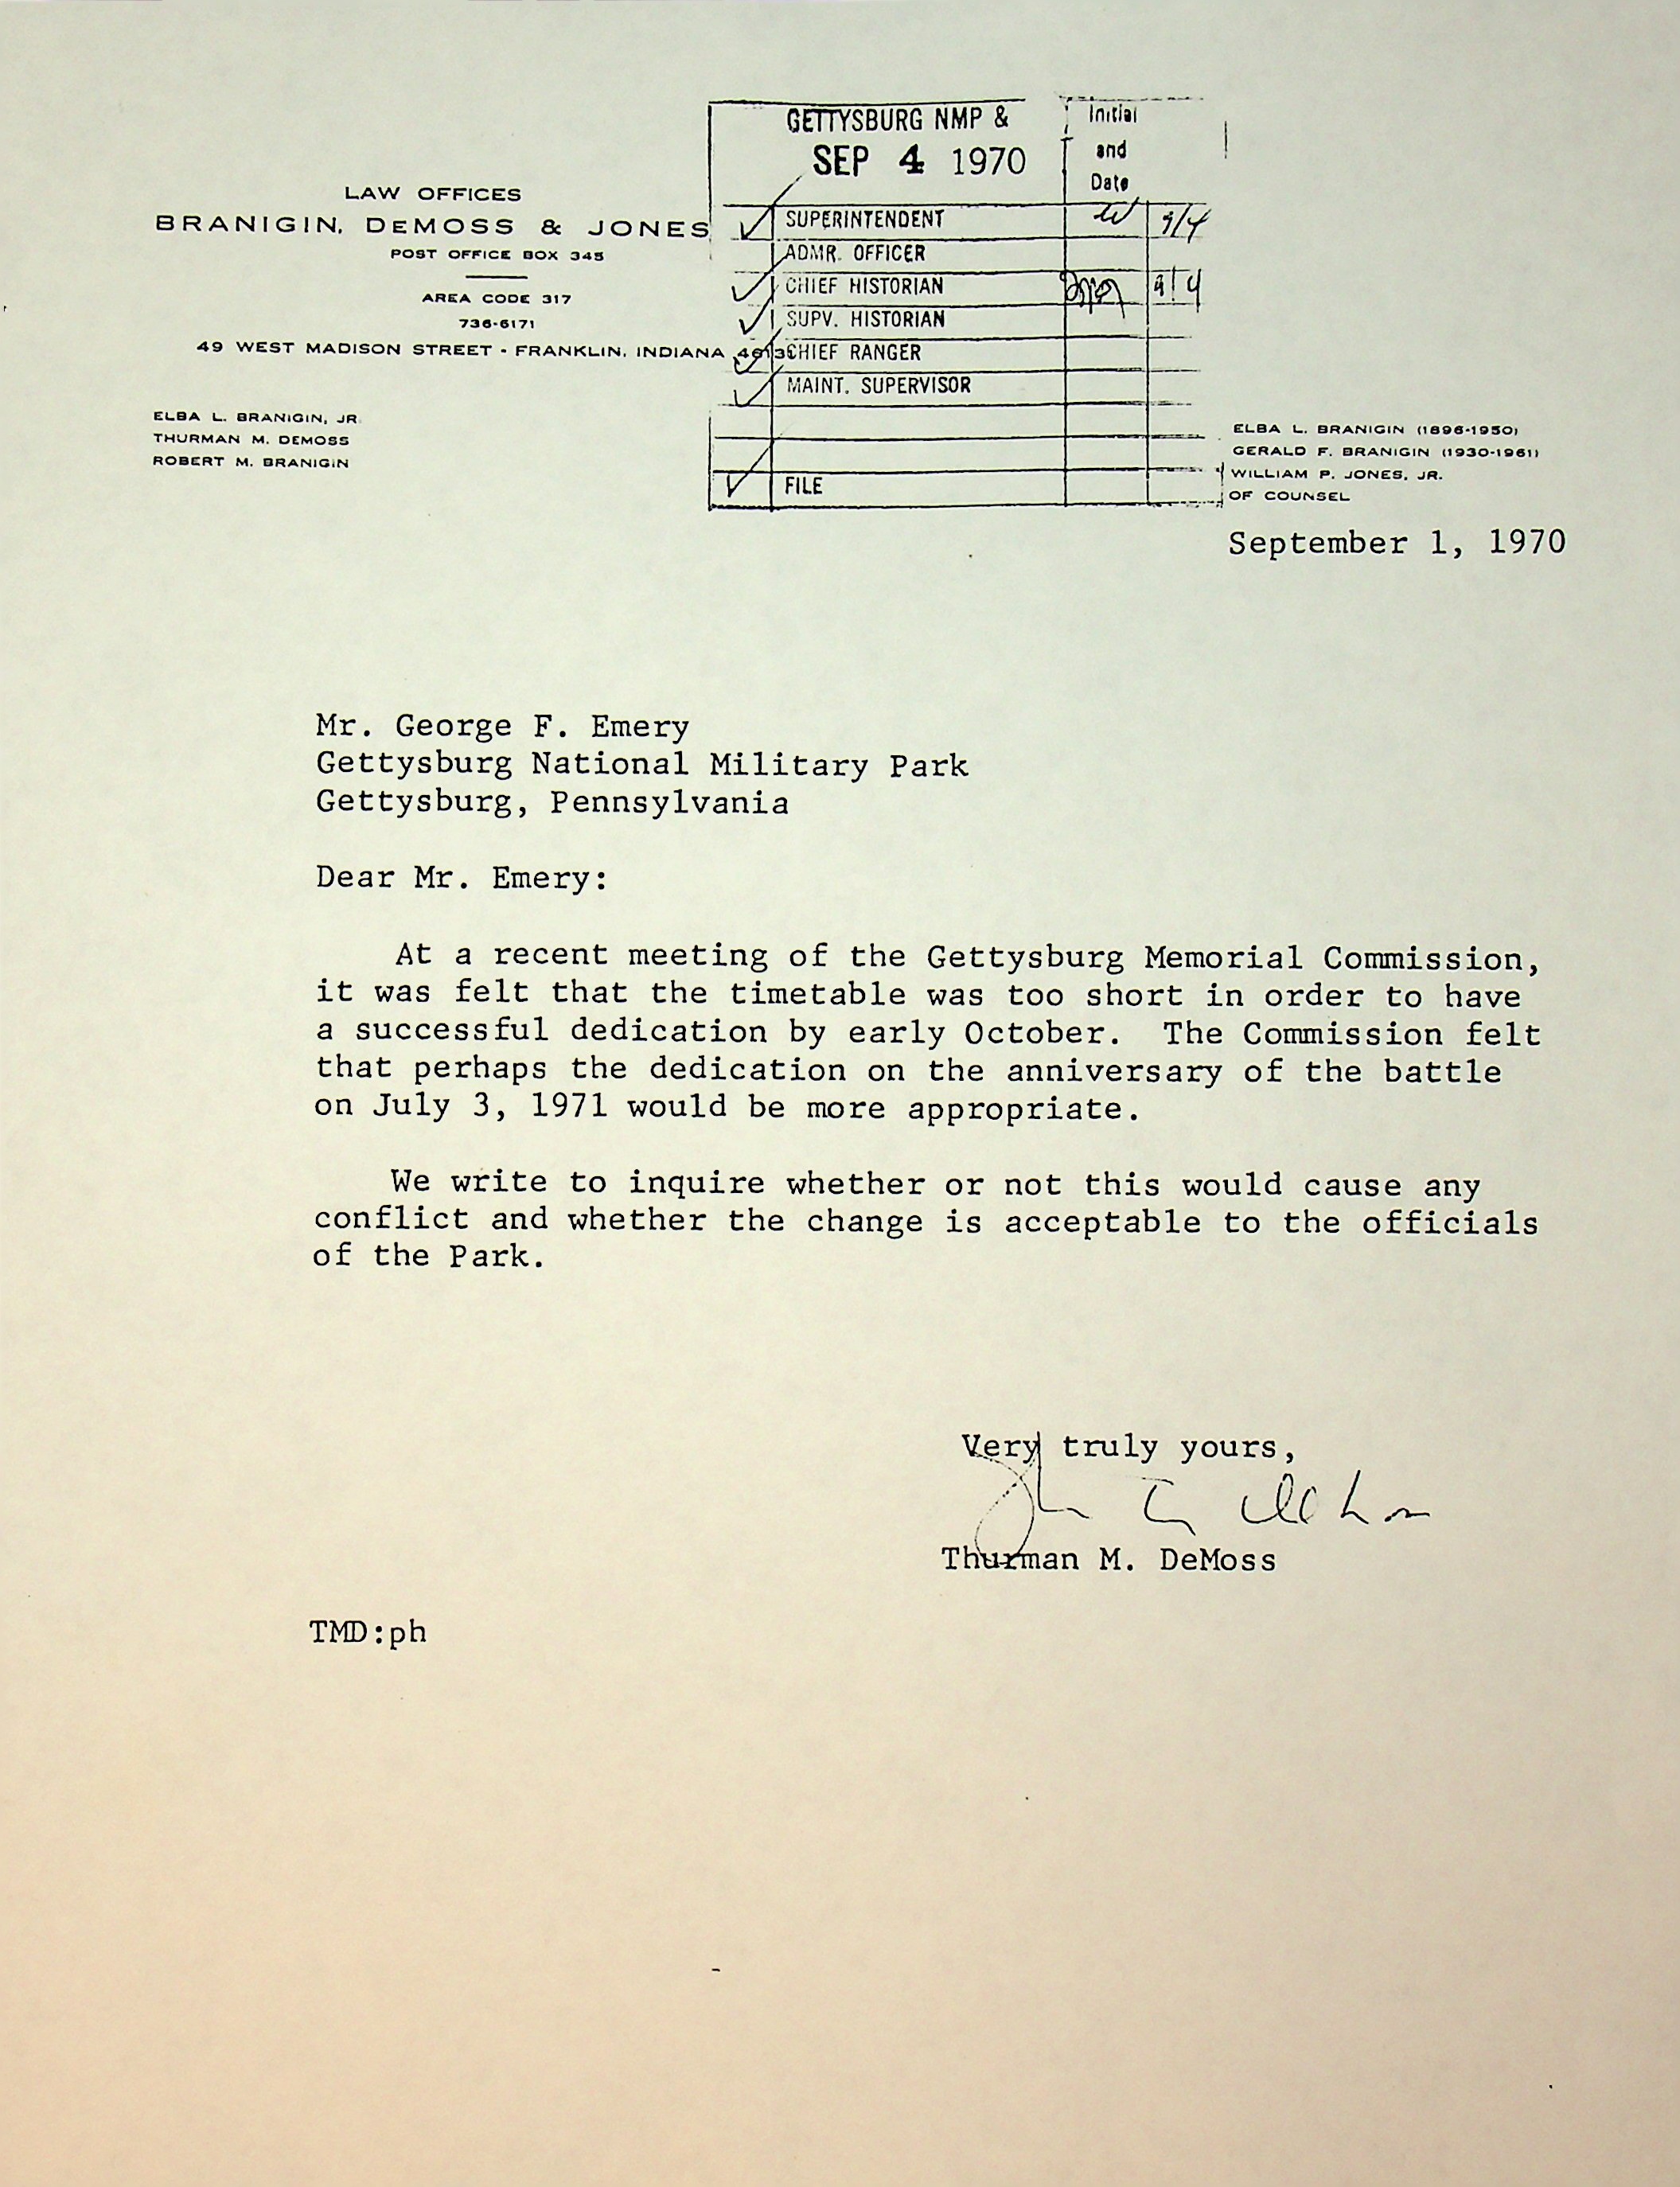 GETTYSBURG NMP &
SEP 4 1970
Initial
and
Date
LAW OFFICES
BRANIGIN, DEMOSS & JONES
POST OFFICE BOX 345
AREA CODE 317
736-6171
49 WEST MADISON STREET - FRANKLIN, INDIANA
SUPERINTENDENT 9/4
ADMR. OFFICER
CHIEF HISTORIAN 9/4
SUPV. HISTORIAN
CHIEF RANGER
MAINT. SUPERVISOR
FILE
ELBA L. BRANIGIN, JR.
THURMAN M. DEMOSS
ROBERT M. BRANIGIN
ELBA L. BRANIGIN (1896-1950)
GERALD F. BRANIGIN (1930-1961)
WILLIAM P. JONES, JR.
OF COUNSEL
September 1, 1970
Mr. George F. Emery
Gettysburg National Military Park
Gettysburg, Pennsylvania
Dear Mr. Emery:
At a recent meeting of the Gettysburg Memorial Commission,
it was felt that the timetable was too short in order to have
a successful dedication by early October. The Commission felt
that perhaps the dedication on the anniversary of the battle
on July 3, 1971 would be more appropriate.
We write to inquire whether or not this would cause any
conflict and whether the change is acceptable to the officials
of the Park.
Very truly yours,
Thurman M. DeMoss
TMD:ph